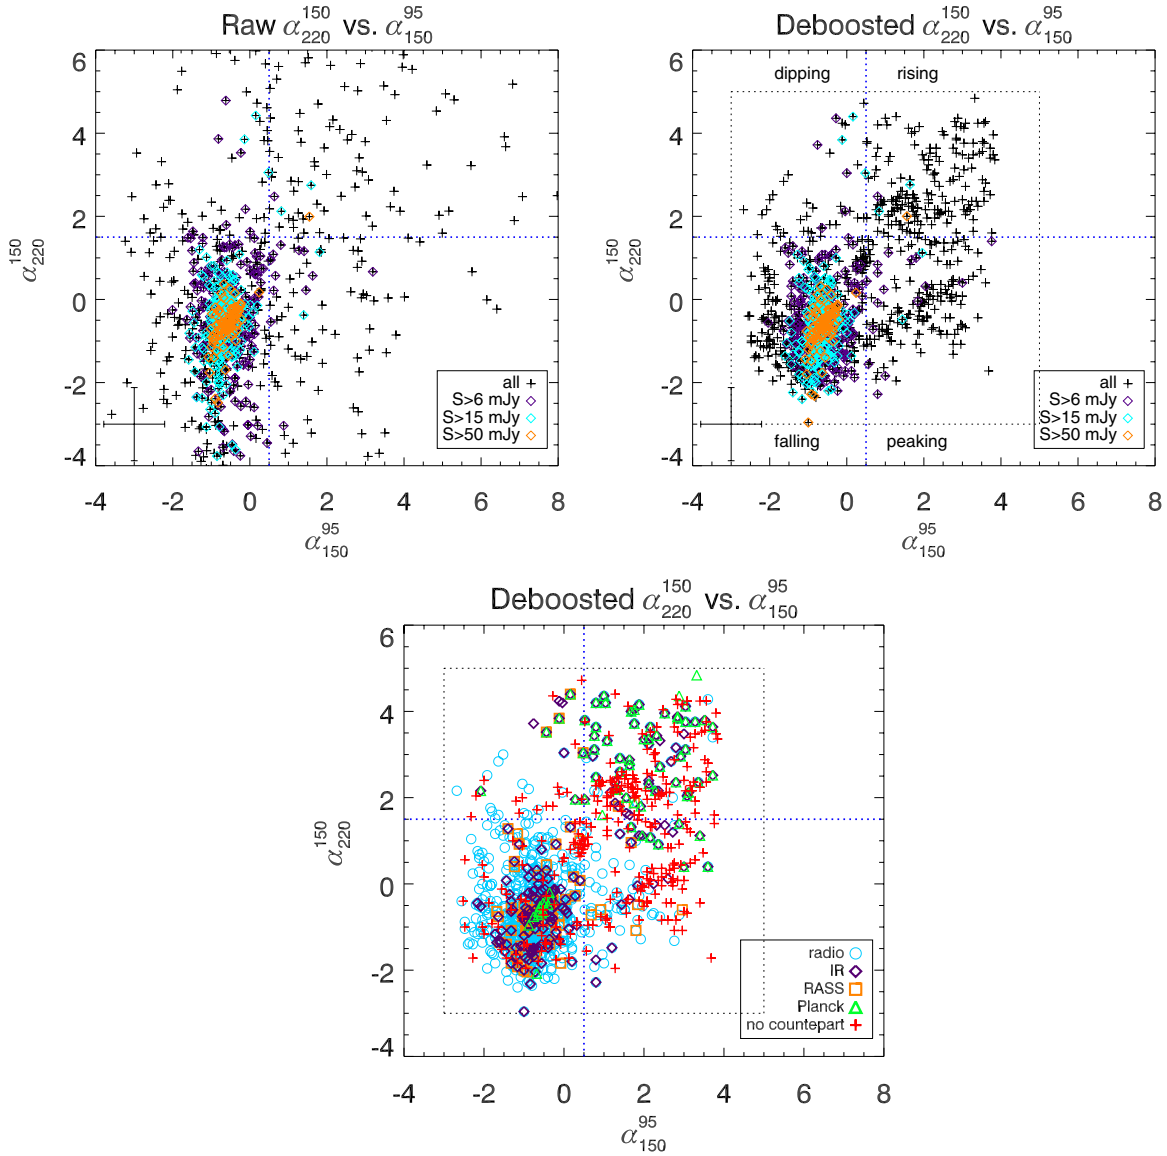 Raw α^150_220 vs. α^95_150
6
4
2
0
-2
-4
α^150_220
all
S>6 mJy
S>15 mJy
S>50 mJy
-4 -2 0 2 4 6 8
α^95_150
Deboosted α^150_220 vs. α^95_150
dipping rising
6
4
2
0
-2
-4
α^150_220
all
S>6 mJy
S>15 mJy
S>50 mJy
falling peaking
-4 -2 0 2 4 6 8
α^95_150
Deboosted α^150_220 vs. α^95_150
6
4
2
0
-2
-4
α^150_220
radio
IR
RASS
Planck
no countepart
-4 -2 0 2 4 6 8
α^95_150